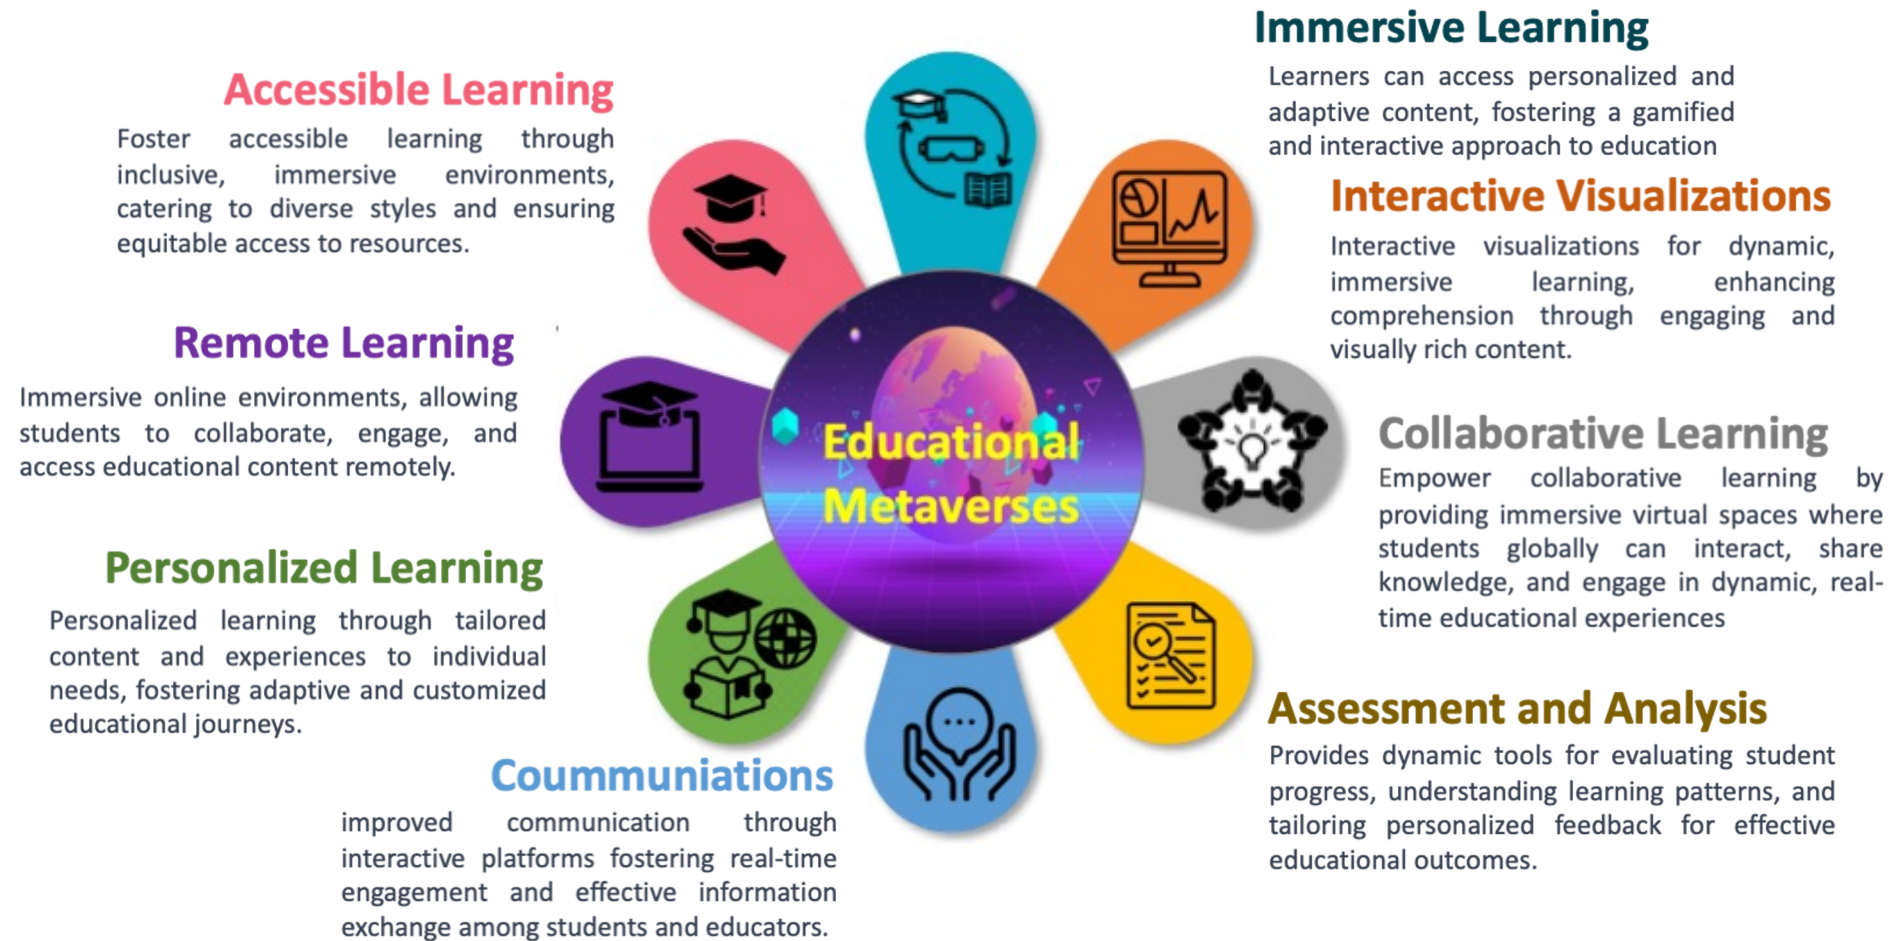 Immersive Learning
Learners can access personalized and
adaptive content, fostering a gamified
and interactive approach to education
Accessible Learning
Foster accessible learning through
inclusive, immersive environments,
catering to diverse styles and ensuring
equitable access to resources.
Interactive Visualizations
Interactive visualizations for dynamic,
immersive learning, enhancing
comprehension through engaging and
visually rich content.
Remote Learning
Immersive online environments, allowing
students to collaborate, engage, and
access educational content remotely.
Educational
Metaverses
Collaborative Learning
Empower collaborative learning by
providing immersive virtual spaces where
students globally can interact, share
knowledge, and engage in dynamic, real-
time educational experiences
Personalized Learning
Personalized learning through tailored
content and experiences to individual
needs, fostering adaptive and customized
educational journeys.
Assessment and Analysis
Provides dynamic tools for evaluating student
progress, understanding learning patterns, and
tailoring personalized feedback for effective
educational outcomes.
Coummuniations
improved communication through
interactive platforms fostering real-time
engagement and effective information
exchange among students and educators.